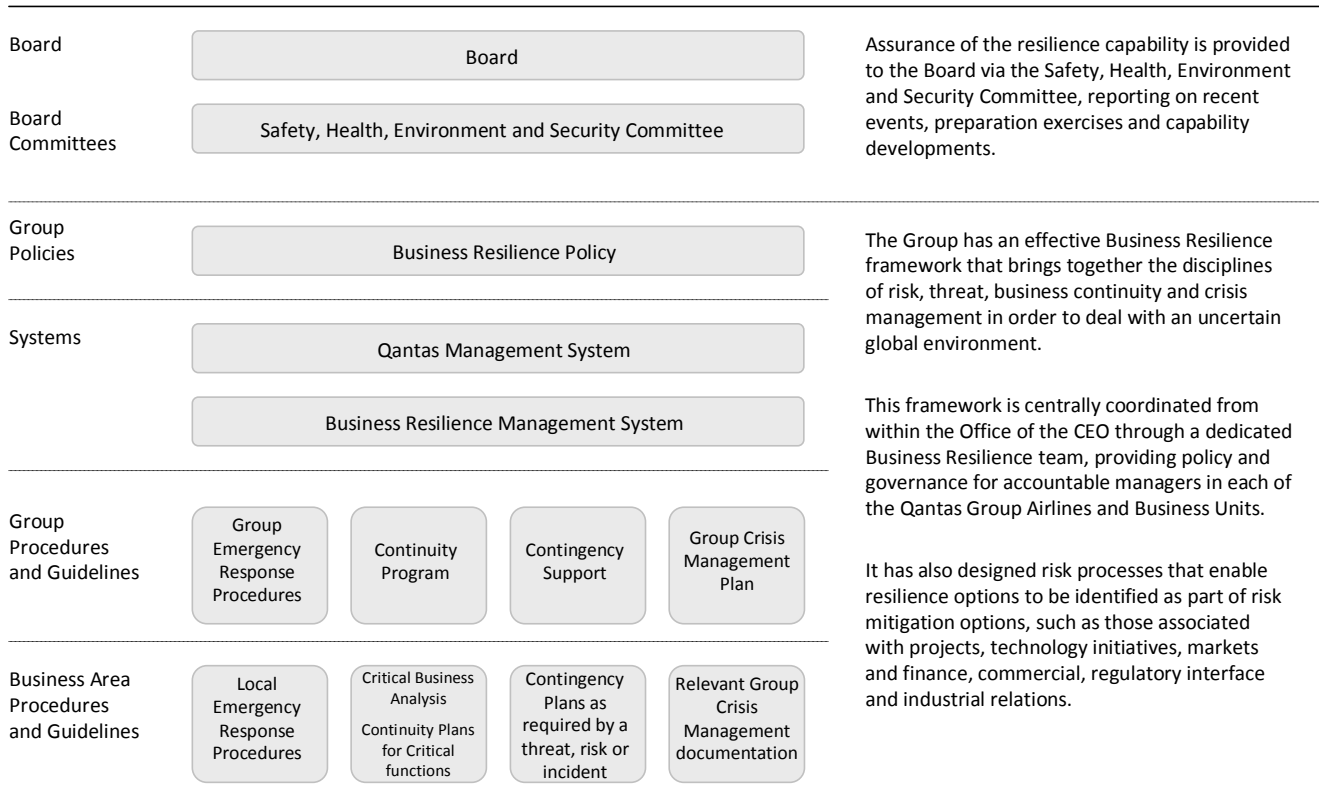 Board
Board
Board
Committees
Safety, Health, Environment and Security Committee
Assurance of the resilience capability is provided
to the Board via the Safety, Health, Environment
and Security Committee, reporting on recent
events, preparation exercises and capability
developments.
Group
Policies
Business Resilience Policy
Systems
Qantas Management System
Business Resilience Management System
The Group has an effective Business Resilience
framework that brings together the disciplines
of risk, threat, business continuity and crisis
management in order to deal with an uncertain
global environment.
This framework is centrally coordinated from
within the Office of the CEO through a dedicated
Business Resilience team, providing policy and
governance for accountable managers in each of
the Qantas Group Airlines and Business Units.
It has also designed risk processes that enable
resilience options to be identified as part of risk
mitigation options, such as those associated
with projects, technology initiatives, markets
and finance, commercial, regulatory interface
and industrial relations.
Group
Procedures
and Guidelines
Group
Emergency
Response
Procedures
Continuity
Program
Contingency
Support
Group Crisis
Management
Plan
Business Area
Procedures
and Guidelines
Local
Emergency
Response
Procedures
Critical Business
Analysis
Continuity Plans
for Critical
functions
Contingency
Plans as
required by a
threat, risk or
incident
Relevant Group
Crisis
Management
documentation